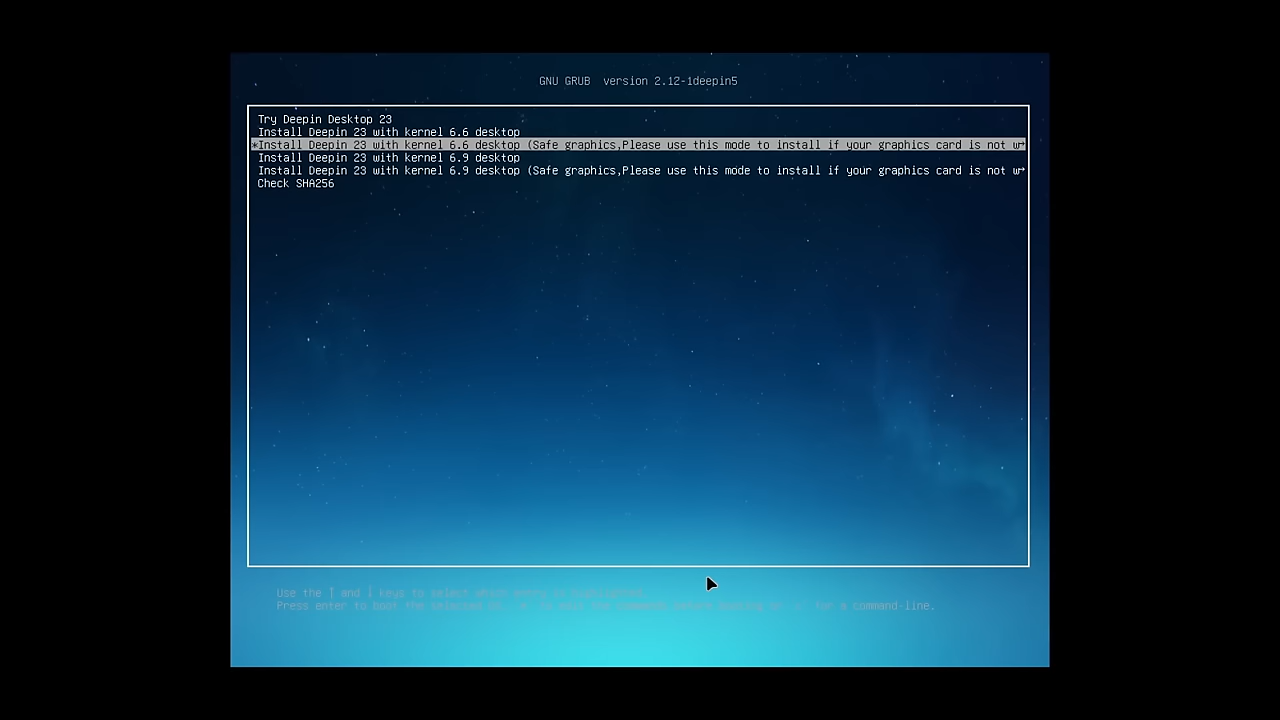 GNU GRUB version 2.12-1deepin5
Try Deepin Desktop 23
Install Deepin 23 with kernel 6.6 desktop
*Install Deepin 23 with kernel 6.6 desktop (Safe graphics,Please use this mode to install if your graphics card is not w→
Install Deepin 23 with kernel 6.9 desktop
Install Deepin 23 with kernel 6.9 desktop (Safe graphics,Please use this mode to install if your graphics card is not w→
Check SHA256
Use the ↑ and ↓ keys to select which entry is highlighted.
Press enter to boot the selected for a command-line.